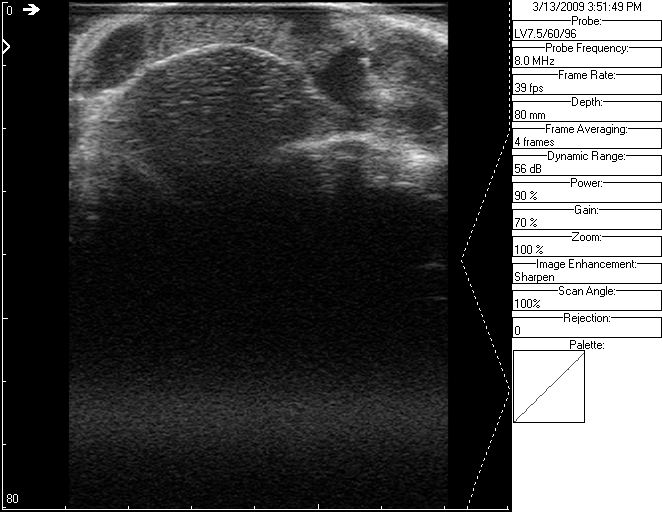 0
80
3/13/2009 3:51:49 PM
Probe:
LV7.5/60/96
Probe Frequency:
8.0 MHz
Frame Rate:
39 fps
Depth:
80 mm
Frame Averaging:
4 frames
Dynamic Range:
56 dB
Power:
90 %
Gain:
70 %
Zoom:
100 %
Image Enhancement:
Sharpen
Scan Angle:
100%
Rejection:
0
Palette: